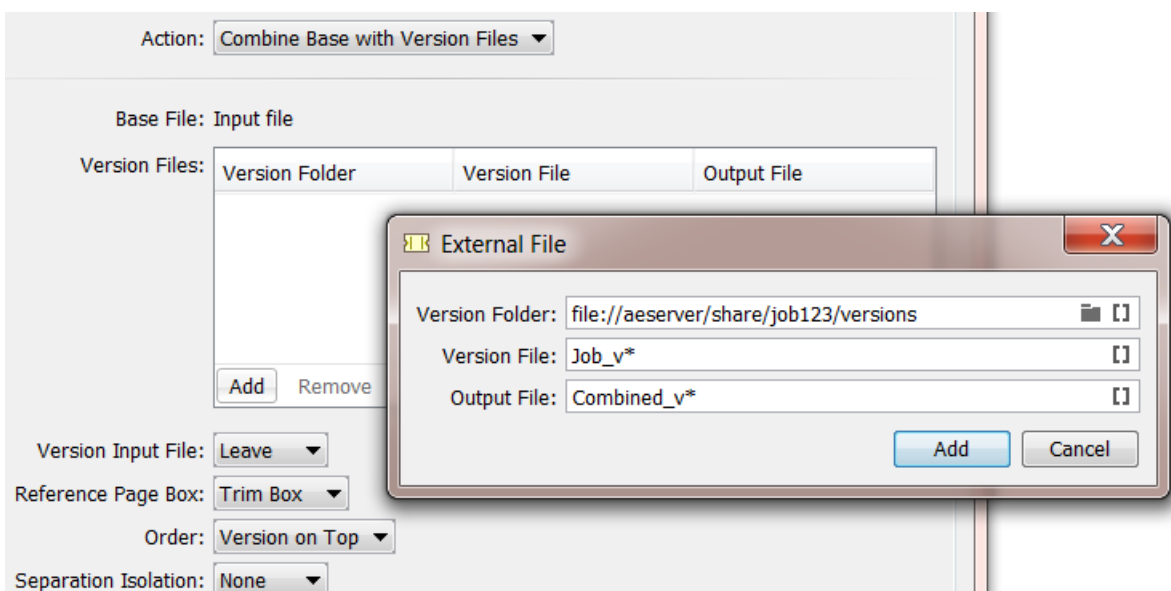 Action: Combine Base with Version Files
Base File: Input file
Version Files:
Version Folder Version File Output File
External File
Version Folder: file://aeserver/share/job123/versions
Version File: Job_v*
Output File: Combined_v*
Add Cancel
Add Remove
Version Input File: Leave
Reference Page Box: Trim Box
Order: Version on Top
Separation Isolation: None